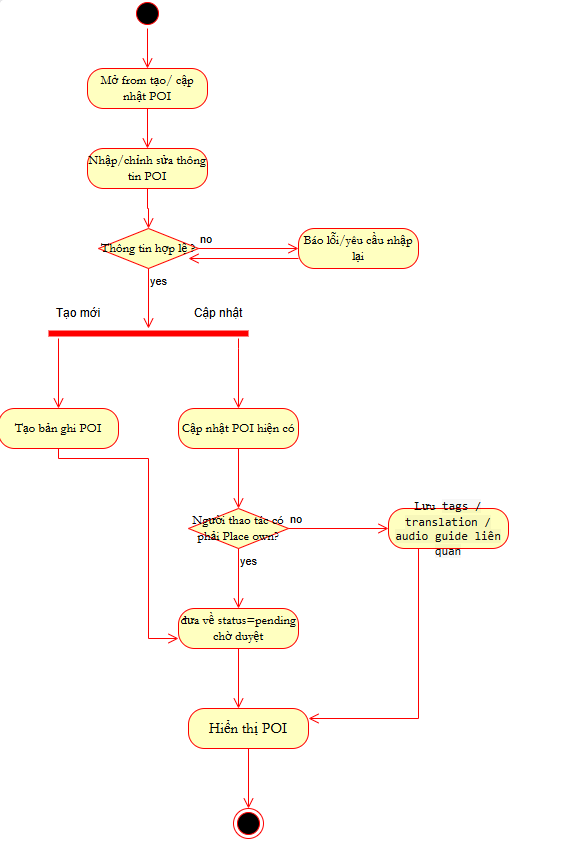 Mở from tạo/ cập
nhật POI
Nhập/chỉnh sửa thông
tin POI
Thông tin hợp lệ ?
no
Báo lỗi/yêu cầu nhập
lại
yes
Tạo mới
Cập nhật
Tạo bản ghi POI
Cập nhật POI hiện có
Người thao tác có
phải Place own?
no
Lưu tags /
translation /
audio guide liên
quan
yes
đưa về status=pending
chờ duyệt
Hiển thị POI